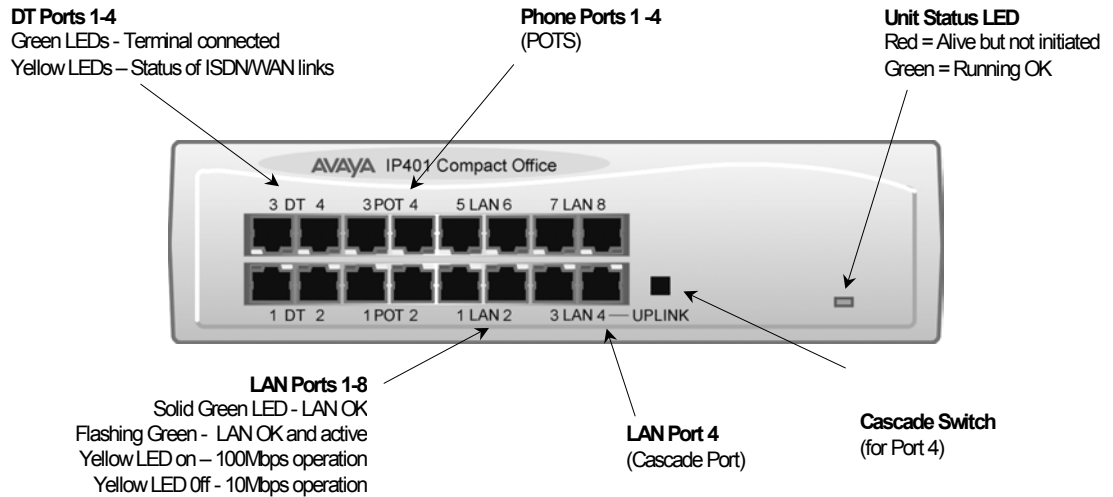 DT Ports 1-4
Green LEDs - Terminal connected
Yellow LEDs – Status of ISDN/WAN links
Phone Ports 1 -4
(POTS)
Unit Status LED
Red = Alive but not initiated
Green = Running OK
AVAYA IP401 Compact Office
3 DT 4 3 POT 4 5 LAN 6 7 LAN 8
1 DT 2 1 POT 2 1 LAN 2 3 LAN 4 — UPLINK
LAN Ports 1-8
Solid Green LED - LAN OK
Flashing Green - LAN OK and active
Yellow LED on – 100Mbps operation
Yellow LED 0ff - 10Mbps operation
LAN Port 4
(Cascade Port)
Cascade Switch
(for Port 4)